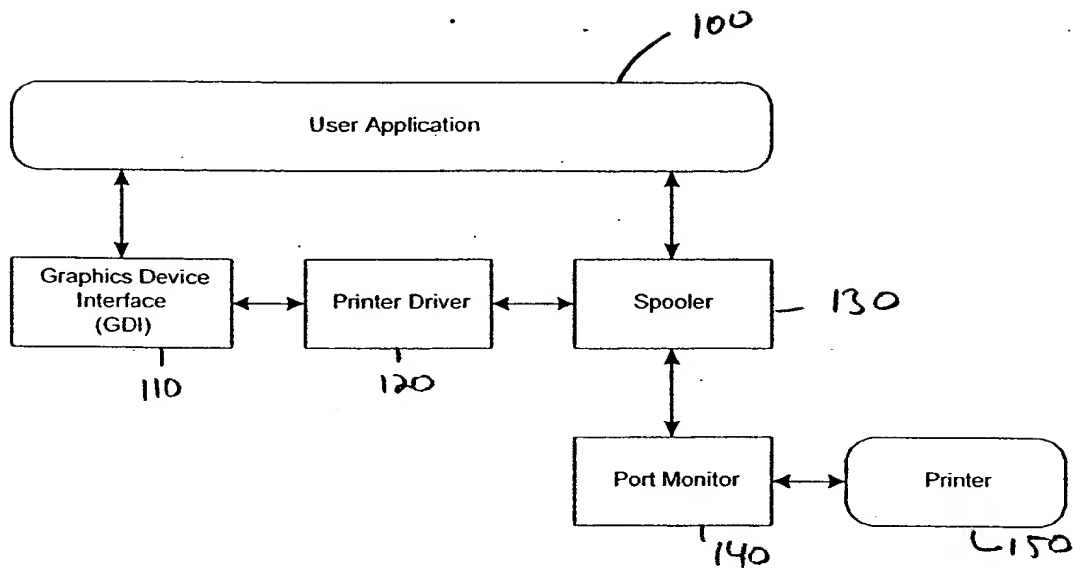 100
User Application
Graphics Device
Interface
(GDI)
Printer Driver
Spooler
130
110
120
Port Monitor
Printer
140
150